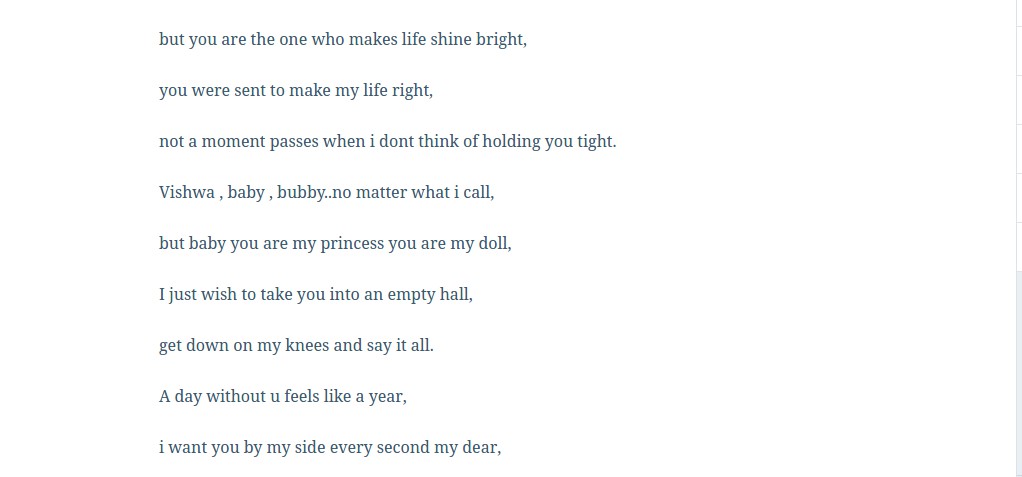 but you are the one who makes life shine bright,
you were sent to make my life right,
not a moment passes when i dont think of holding you tight.
Vishwa , baby , bubby..no matter what i call,
but baby you are my princess you are my doll,
I just wish to take you into an empty hall,
get down on my knees and say it all.
A day without u feels like a year,
i want you by my side every second my dear,